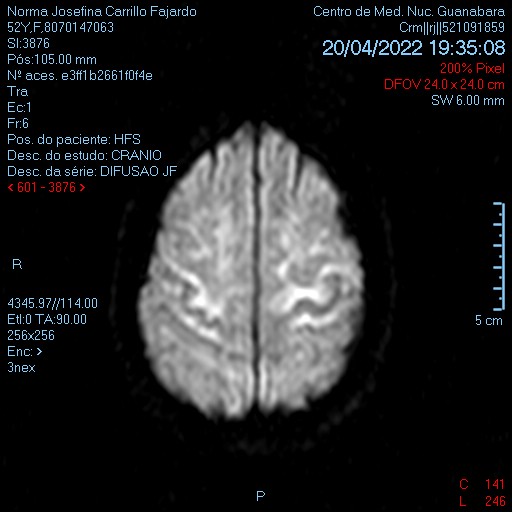 Norma Josefina Carrillo Fajardo
52Y,F,8070147063
Sl:3876
Pós:105.00 mm
Nº aces. e3ff1b2661f0f4e
Tra
Ec:1
Fr:6
Pos. do paciente: HFS
Desc. do estudo: CRANIO
Desc. da série: DIFUSAO JF
< 601 - 3876 >
Centro de Med. Nuc. Guanabara
Crm||rj||521091859
20/04/2022 19:35:08
200% Pixel
DFOV 24.0 x 24.0 cm
SW 6.00 mm
R
5 cm
4345.97//114.00
Etl:0 TA:90.00
256x256
Enc: >
3nex
P
C 141
L 246